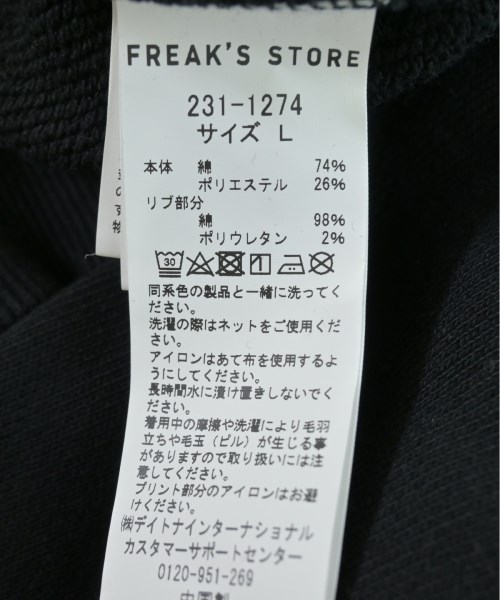 FREAK'S STORE
231-1274
サイズ L
本体 綿 74%
ポリエステル 26%
リブ部分
綿 98%
ポリウレタン 2%
30
同系色の製品と一緒に洗ってく
ださい。
洗濯の際はネットをご使用くだ
さい。
アイロンはあて布を使用するよ
うにしてください。
長時間水に漬け置きしないでく
ださい。
着用中の摩擦や洗濯により毛羽
立ちや毛玉(ピル)が生じる事
がありますので取り扱いには注
意してください。
プリント部分のアイロンはお避
けください。
㈱デイトナインターナショナル
カスタマーサポートセンター
0120-951-269
中国製